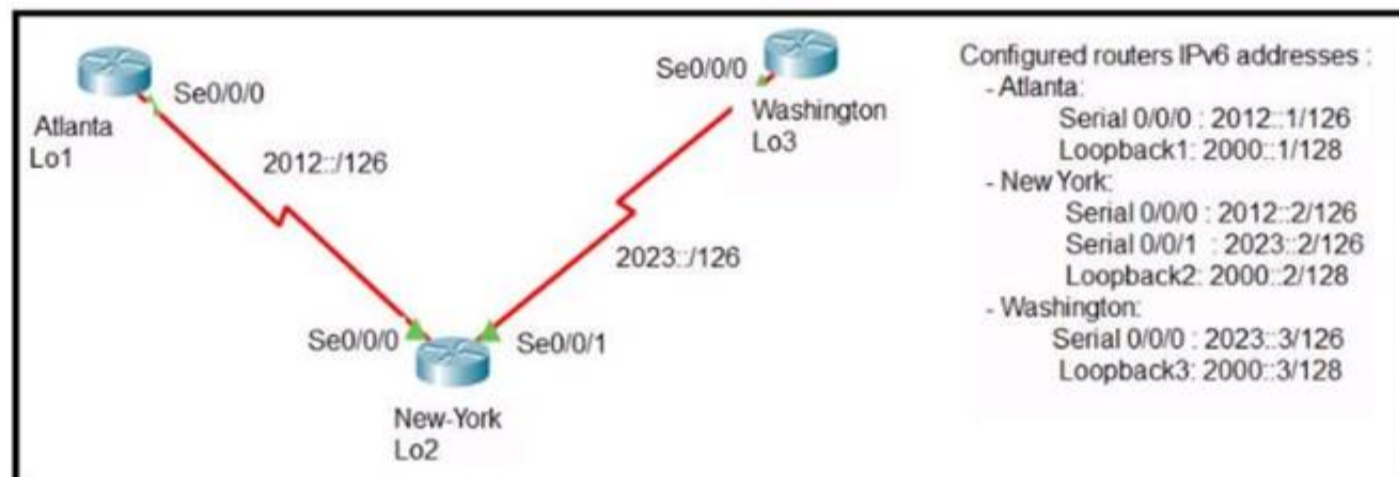 Se0/0/0
Atlanta
Lo1
2012::/126
Se0/0/0
Washington
Lo3
2023::/126
Se0/0/0
Se0/0/1
New-York
Lo2
Configured routers IPv6 addresses :
- Atlanta:
Serial 0/0/0 : 2012::1/126
Loopback1: 2000::1/128
- New York:
Serial 0/0/0 : 2012::2/126
Serial 0/0/1 : 2023::2/126
Loopback2: 2000::2/128
- Washington:
Serial 0/0/0 : 2023::3/126
Loopback3: 2000::3/128